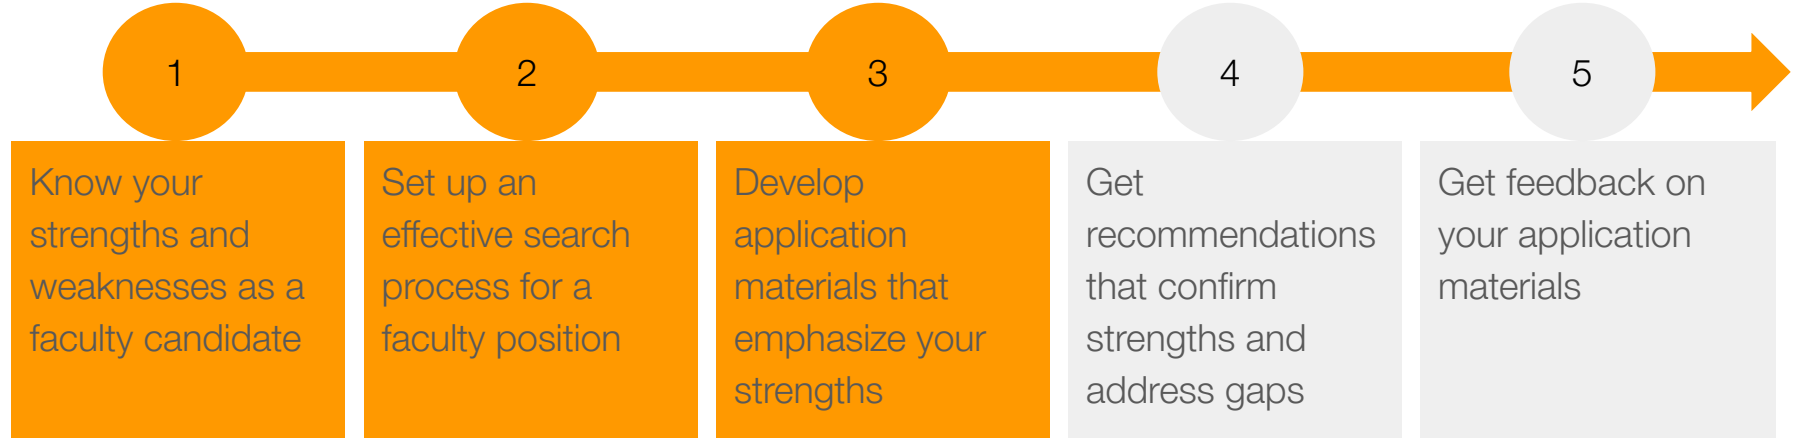 1
2
3
4
5
Know your
strengths and
weaknesses as a
faculty candidate
Set up an
effective search
process for a
faculty position
Develop
application
materials that
emphasize your
strengths
Get
recommendations
that confirm
strengths and
address gaps
Get feedback on
your application
materials